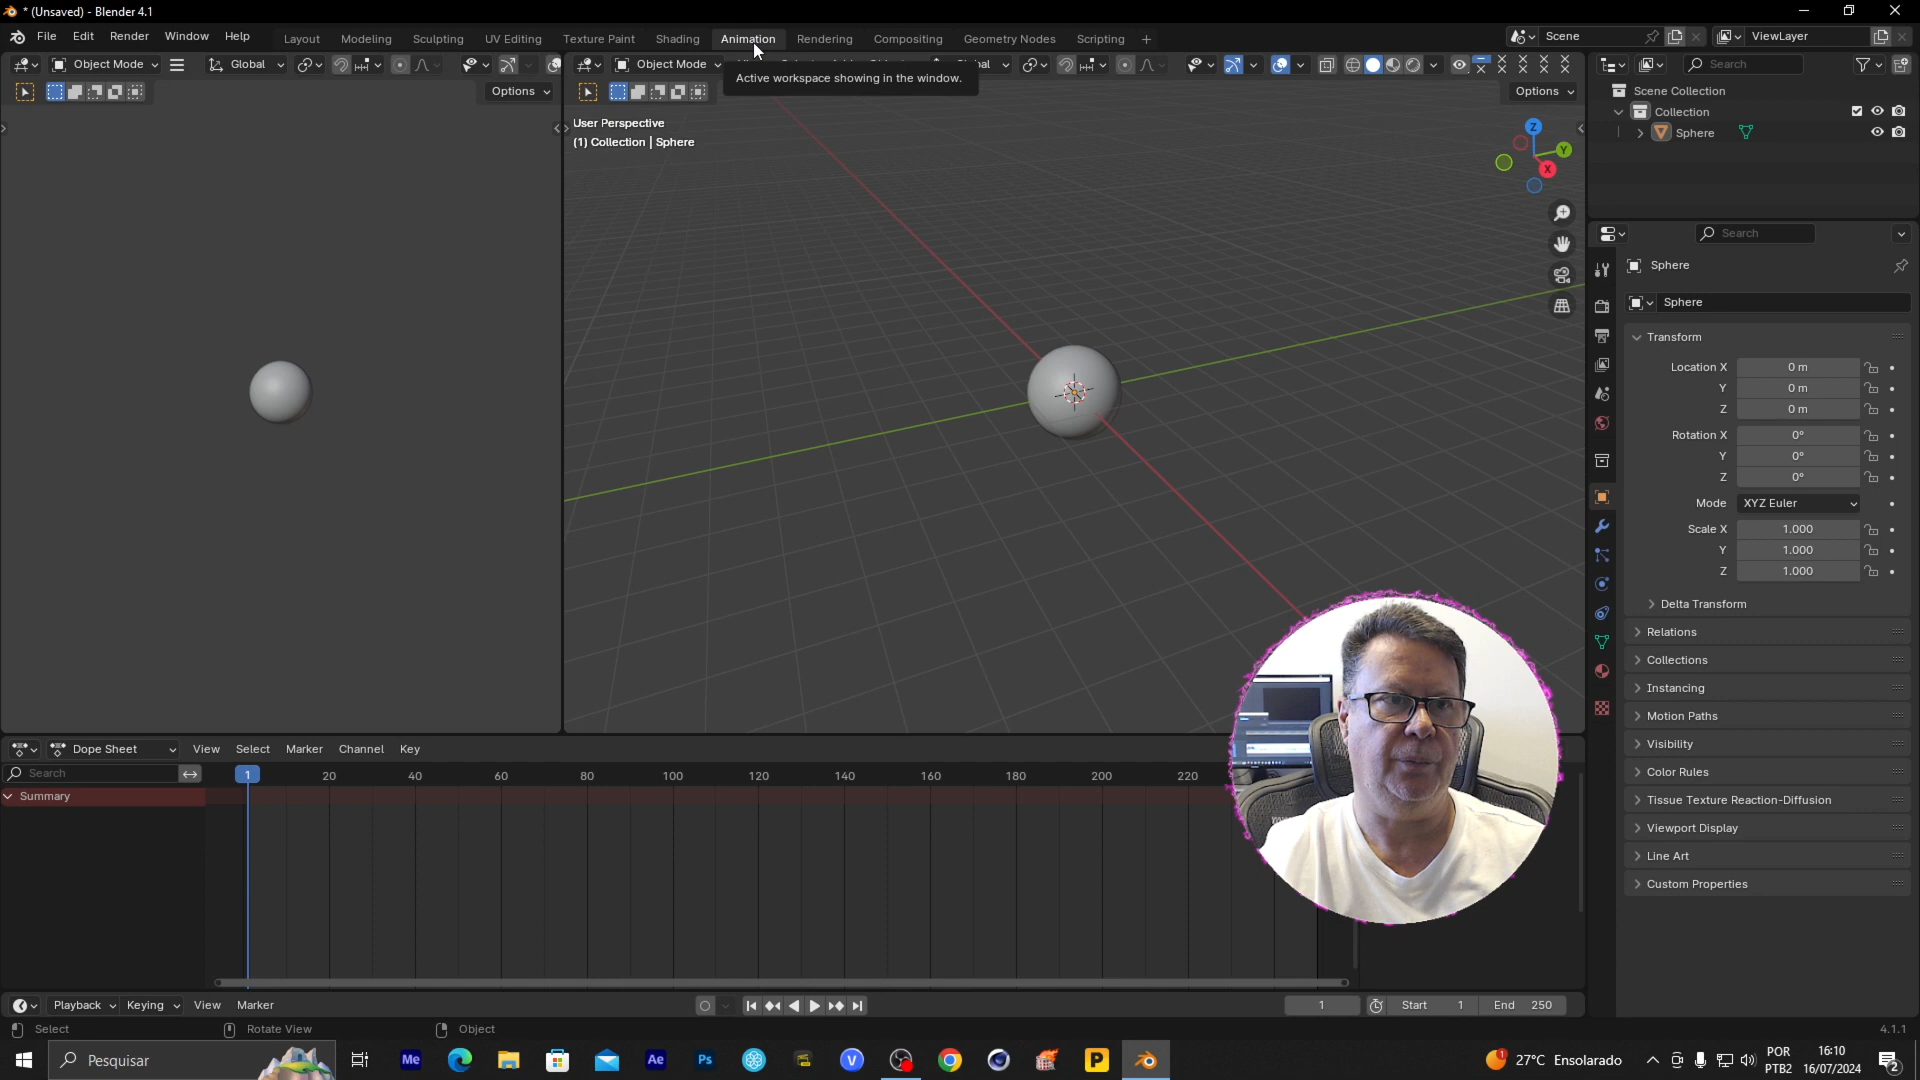 * (Unsaved) - Blender 4.1
File Edit Render Window Help Layout Modeling Sculpting UV Editing Texture Paint Shading Animation Rendering Compositing Geometry Nodes Scripting + Scene ViewLayer
Object Mode Global Object Mode Search
Active workspace showing in the window.
Options Options
Scene Collection
Collection
Sphere
User Perspective
(1) Collection | Sphere
Z
Y
X
Search
Sphere
Sphere
Transform
Location X 0 m
Y 0 m
Z 0 m
Rotation X 0°
Y 0°
Z 0°
Mode XYZ Euler
Scale X 1.000
Y 1.000
Z 1.000
Delta Transform
Relations
Collections
Instancing
Motion Paths
Visibility
Color Rules
Tissue Texture Reaction-Diffusion
Viewport Display
Line Art
Custom Properties
Dope Sheet View Select Marker Channel Key
Search 1 20 40 60 80 100 120 140 160 180 200 220
Summary
Playback Keying View Marker 1 Start 1 End 250
Select Rotate View Object 4.1.1
Pesquisar Me Ae Ps V P 1 27°C Ensolarado POR PTB2 16:10 16/07/2024 2